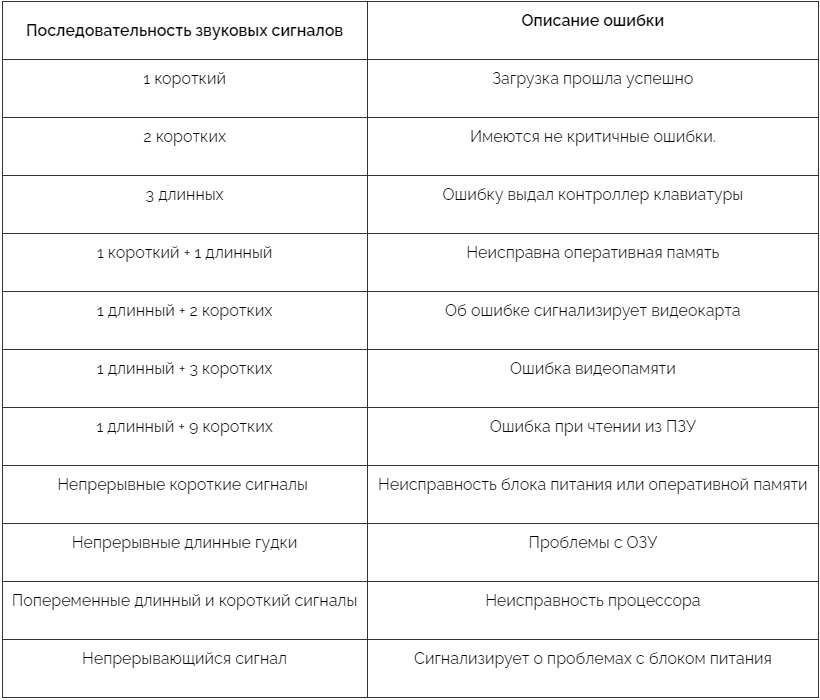 Последовательность звуковых сигналов
Описание ошибки
1 короткий
Загрузка прошла успешно
2 коротких
Имеются не критичные ошибки.
3 длинных
Ошибку выдал контроллер клавиатуры
1 короткий + 1 длинный
Неисправна оперативная память
1 длинный + 2 коротких
Об ошибке сигнализирует видеокарта
1 длинный + 3 коротких
Ошибка видеопамяти
1 длинный + 9 коротких
Ошибка при чтении из ПЗУ
Непрерывные короткие сигналы
Неисправность блока питания или оперативной памяти
Непрерывные длинные гудки
Проблемы с ОЗУ
Попеременные длинный и короткий сигналы
Неисправность процессора
Непрерывающийся сигнал
Сигнализирует о проблемах с блоком питания